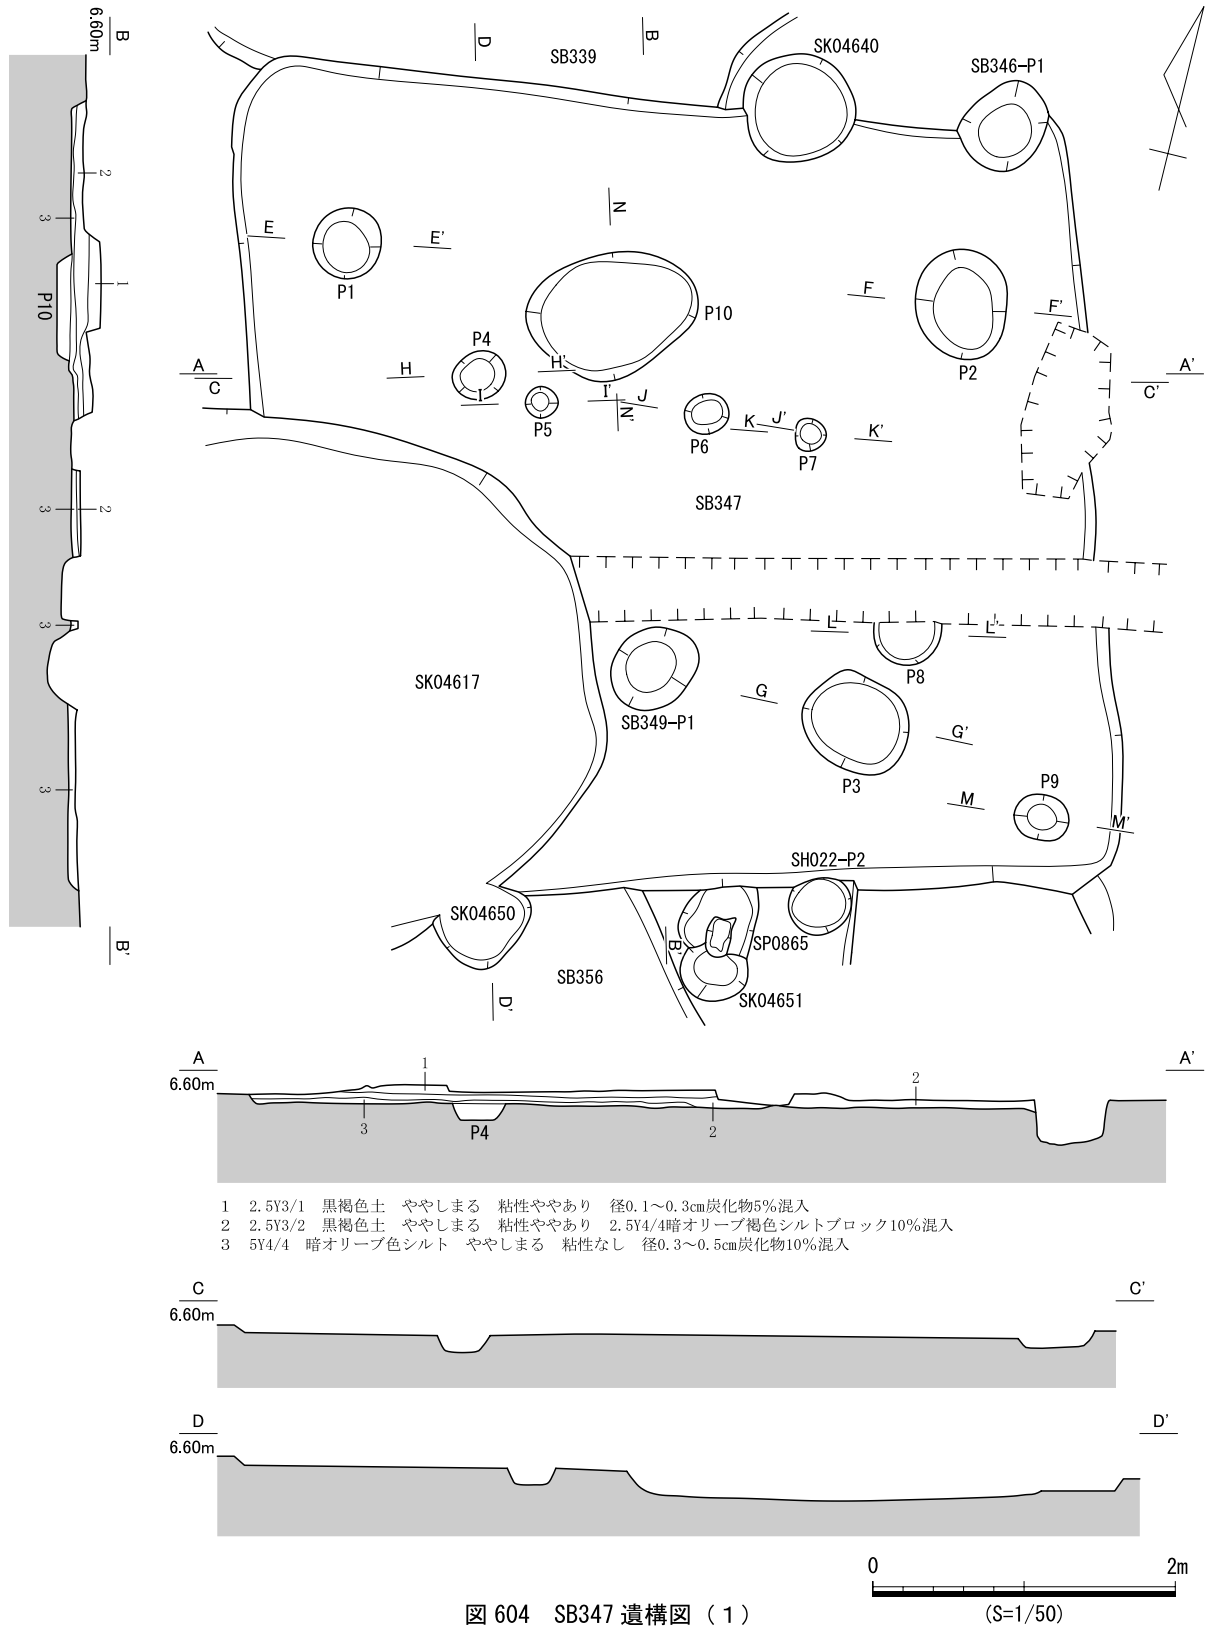 B
6.60m
D
B
SB339
SK04640
SB346-P1
2
3
N
E
E'
P1
P10
F
F'
P2
1
P10
P4
H
H'
A
C
A'
C'
I
I'
J
N'
P5
P6
K
J'
P7
K'
SB347
3
2
L
L'
P8
3
SK04617
SB349-P1
G
G'
P3
3
M
P9
M'
SH022-P2
SK04650
SP0865
B'
B'
SB356
SK04651
D'
A
6.60m
1
2
A'
3
P4
2
1 2.5Y3/1 黒褐色土 ややしまる 粘性ややあり 径0.1～0.3cm炭化物5%混入
2 2.5Y3/2 黒褐色土 ややしまる 粘性ややあり 2.5Y4/4暗オリーブ褐色シルトブロック10%混入
3 5Y4/4 暗オリーブ色シルト ややしまる 粘性なし 径0.3～0.5cm炭化物10%混入
C
6.60m
C'
D
6.60m
D'
0 2m
(S=1/50)
図 604 SB347 遺構図（1）